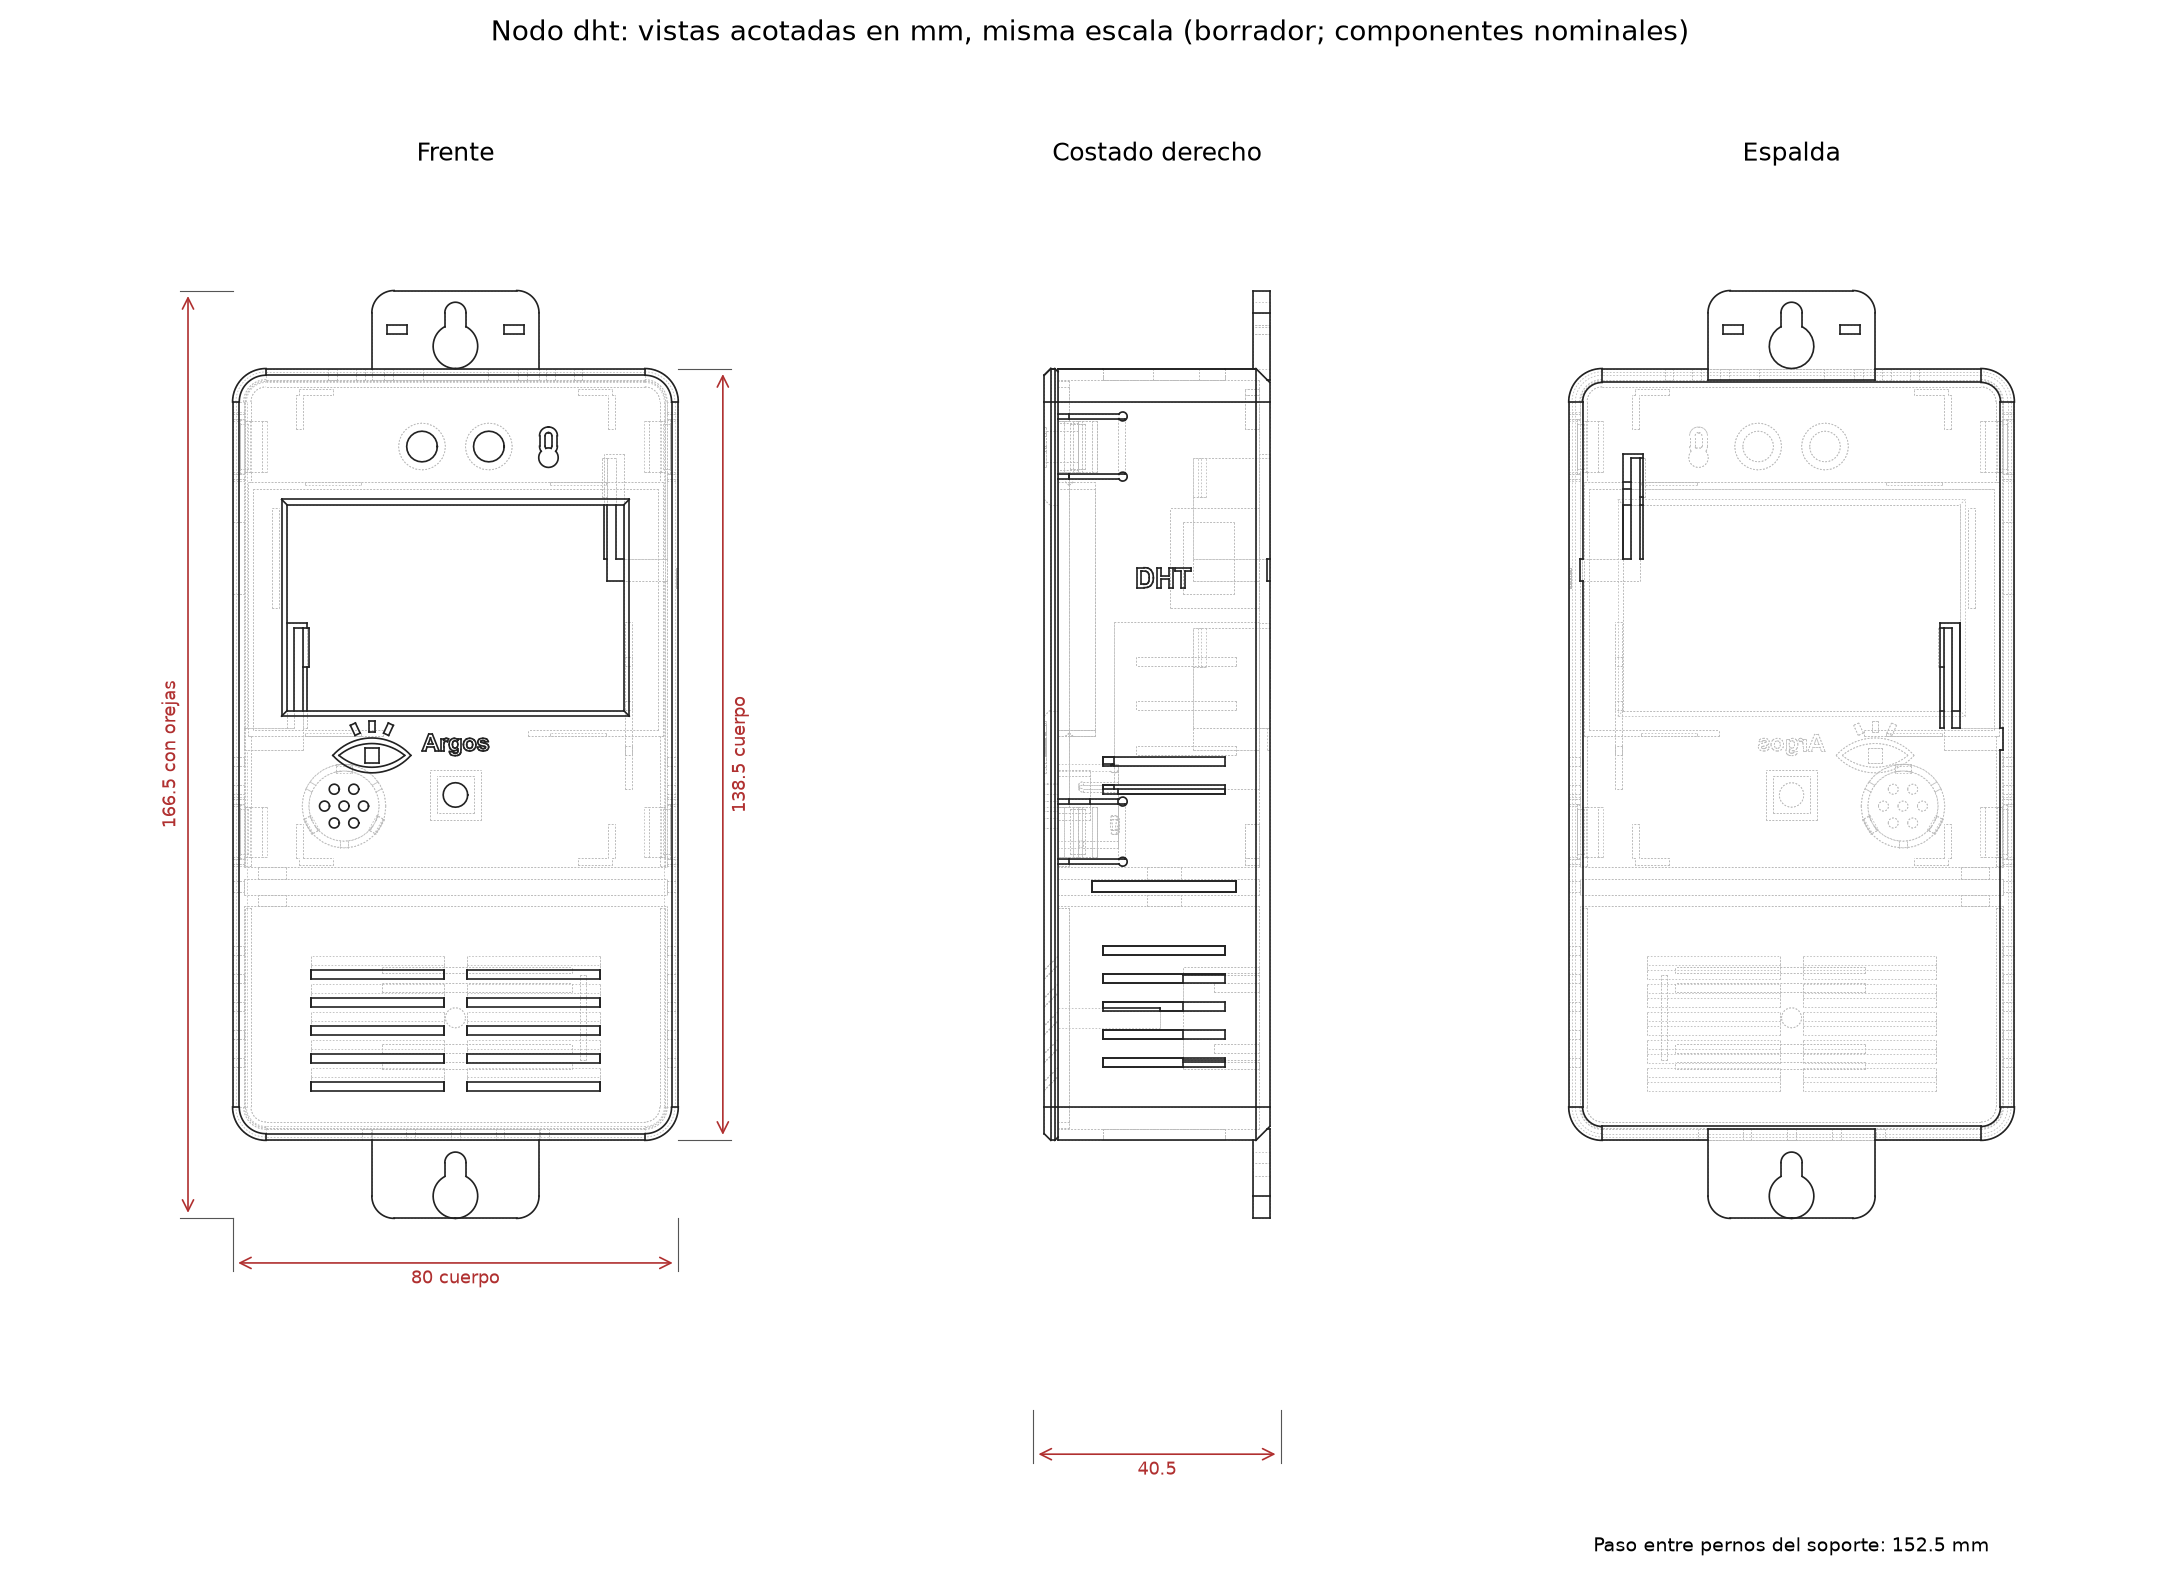 Nodo dht: vistas acotadas en mm, misma escala (borrador; componentes nominales)
Frente
Costado derecho
Espalda
166.5 con orejas
138.5 cuerpo
80 cuerpo
Argos
DHT
Argos
40.5
Paso entre pernos del soporte: 152.5 mm